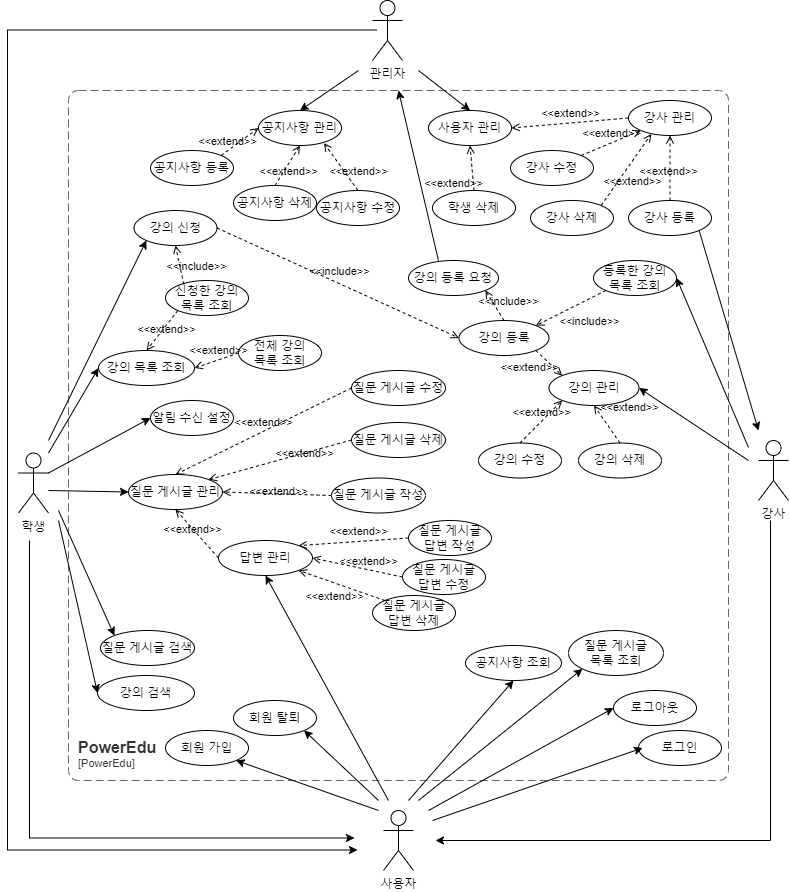 관리자
공지사항 관리
사용자 관리
강사 관리
<<extend>>
<<extend>>
<<extend>>
공지사항 등록
<<extend>>
<<extend>>
강사 수정
<<extend>>
<<extend>>
<<extend>>
공지사항 삭제
공지사항 수정
학생 삭제
강사 삭제
강사 등록
강의 신청
<<include>>
<<include>>
강의 등록 요청
등록한 강의
목록 조회
신청한 강의
목록 조회
<<include>>
<<include>>
<<extend>>
강의 등록
<<extend>>
전체 강의
목록 조회
강의 목록 조회
<<extend>>
강의 관리
질문 게시글 수정
<<extend>>
<<extend>>
알림 수신 설정
<<extend>>
질문 게시글 삭제
<<extend>>
강의 수정
강의 삭제
질문 게시글 관리
<<extend>>
질문 게시글 작성
학생
강사
<<extend>>
<<extend>>
질문 게시글
답변 작성
답변 관리
<<extend>>
질문 게시글
답변 수정
<<extend>>
질문 게시글
답변 삭제
질문 게시글 검색
공지사항 조회
질문 게시글
목록 조회
강의 검색
회원 탈퇴
로그아웃
PowerEdu
[PowerEdu]
회원 가입
로그인
사용자